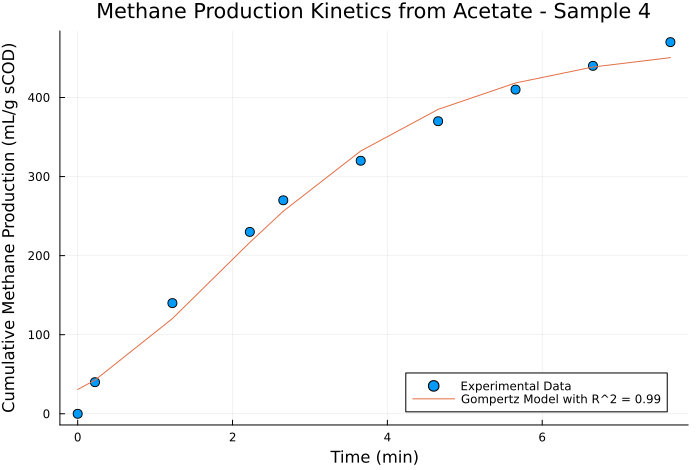 Methane Production Kinetics from Acetate - Sample 4
Cumulative Methane Production (mL/g sCOD)
400
300
200
100
0
0
2
4
6
Time (min)
Experimental Data
Gompertz Model with R^2 = 0.99